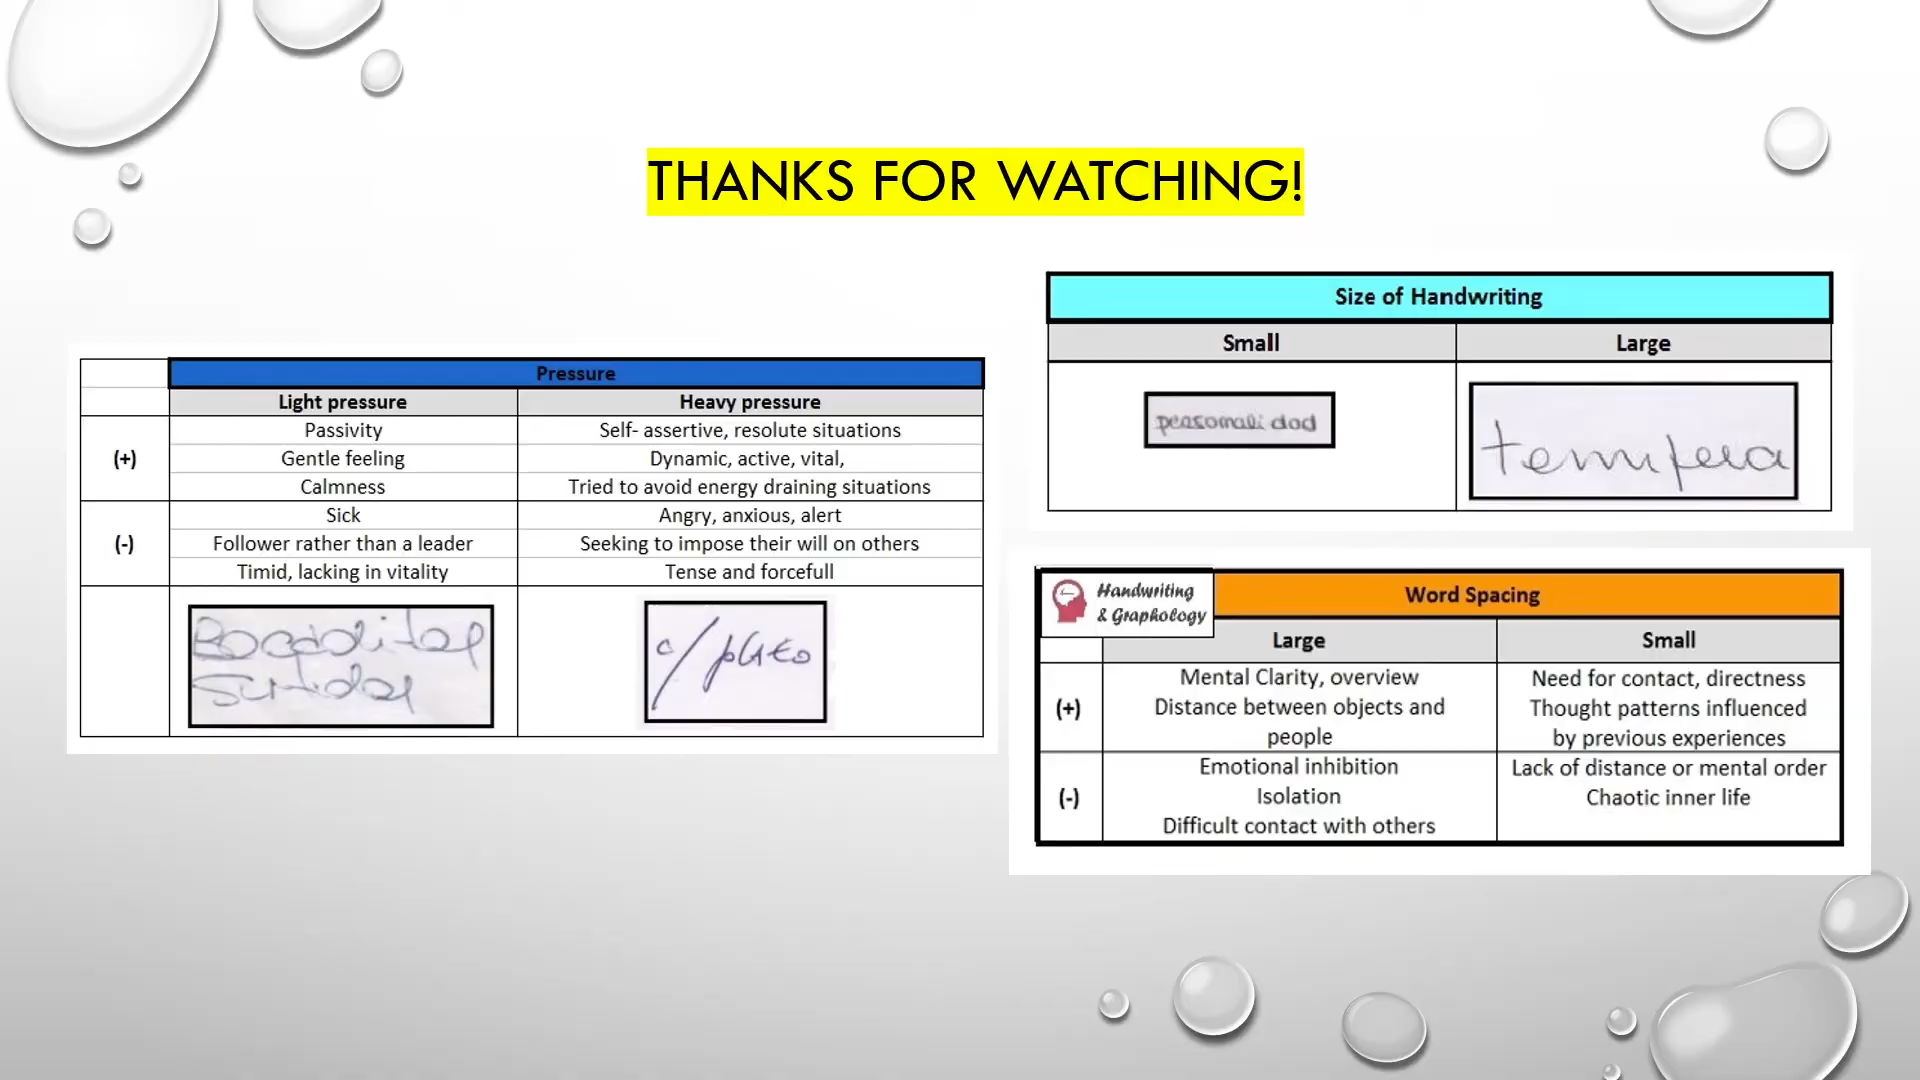 THANKS FOR WATCHING!
Pressure
Light pressure Heavy pressure
(+)
Passivity Self- assertive, resolute situations
Gentle feeling Dynamic, active, vital,
Calmness Tried to avoid energy draining situations
(-)
Sick Angry, anxious, alert
Follower rather than a leader Seeking to impose their will on others
Timid, lacking in vitality Tense and forcefull
Size of Handwriting
Small Large
Handwriting
& Graphology
Word Spacing
Large Small
(+)
Mental Clarity, overview Need for contact, directness
Distance between objects and Thought patterns influenced
people by previous experiences
(-)
Emotional inhibition Lack of distance or mental order
Isolation Chaotic inner life
Difficult contact with others